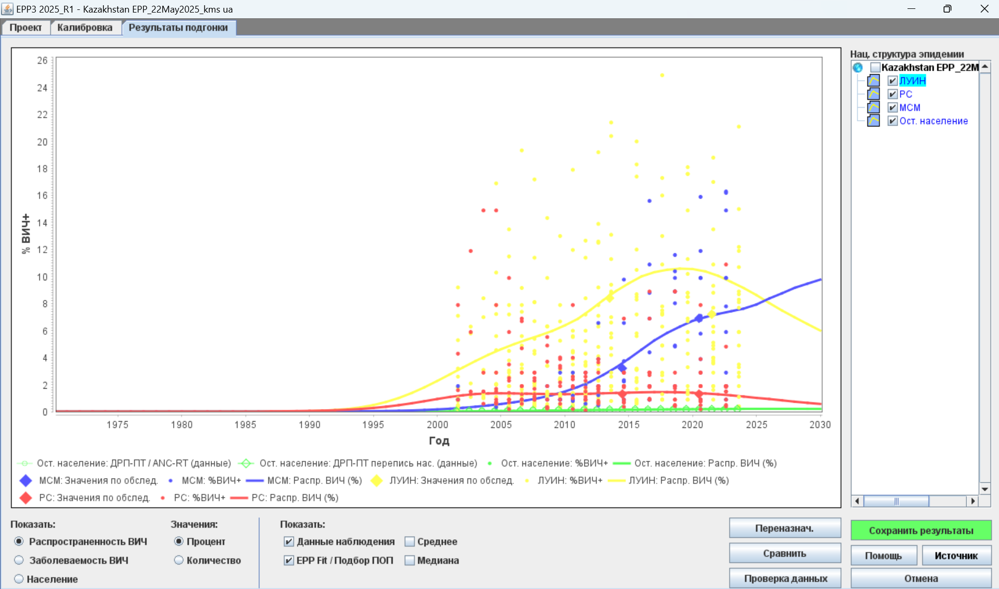 EPP3 2025_R1 - Kazakhstan EPP_22May2025_kms ua
Проект Калибровка Результаты подгонки
Нац. структура эпидемии
Kazakhstan EPP_22M
ЛУИН
РС
МСМ
Ост. население
26
24
22
20
18
16
14
12
10
8
6
4
2
0
% ВИЧ+
1975 1980 1985 1990 1995 2000 2005 2010 2015 2020 2025 2030
Год
Ост. население: ДРП-ПТ / ANC-RT (данные) Ост. население: ДРП-ПТ перепись нас. (данные) Ост. население: %ВИЧ+ Ост. население: Распр. ВИЧ (%)
МСМ: Значения по обслед. МСМ: %ВИЧ+ МСМ: Распр. ВИЧ (%) ЛУИН: Значения по обслед. ЛУИН: %ВИЧ+ ЛУИН: Распр. ВИЧ (%)
РС: Значения по обслед. РС: %ВИЧ+ РС: Распр. ВИЧ (%)
Показать: Значения: Показать:
Распространенность ВИЧ Процент Данные наблюдения Среднее
Заболеваемость ВИЧ Количество EPP Fit / Подбор ПОП Медиана
Население
Переназнач. Сохранить результаты
Сравнить Помощь Источник
Проверка данных Отмена